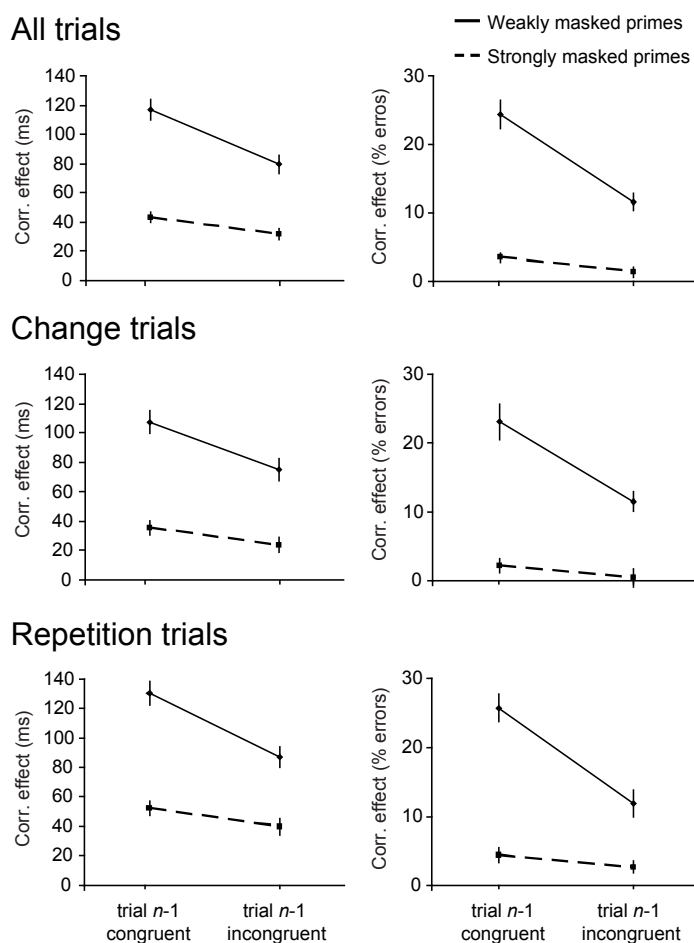 All trials
Weakly masked primes
Strongly masked primes
Corr. effect (ms)
140
120
100
80
60
40
20
0
Corr. effect (% erros)
30
20
10
0
Change trials
Corr. effect (ms)
140
120
100
80
60
40
20
0
Corr. effect (% errors)
30
20
10
0
Repetition trials
Corr. effect (ms)
140
120
100
80
60
40
20
0
Corr. effect (% errors)
30
20
10
0
trial n-1
congruent
trial n-1
incongruent
trial n-1
congruent
trial n-1
incongruent